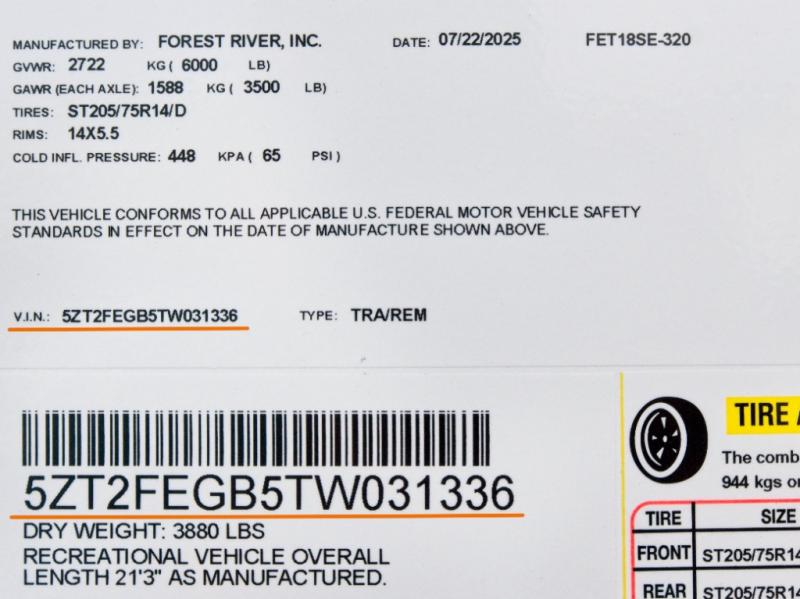 MANUFACTURED BY: FOREST RIVER, INC. DATE: 07/22/2025 FET18SE-320
GVWR: 2722 KG ( 6000 LB)
GAWR (EACH AXLE): 1588 KG ( 3500 LB)
TIRES: ST205/75R14/D
RIMS: 14X5.5
COLD INFL. PRESSURE: 448 KPA ( 65 PSI )
THIS VEHICLE CONFORMS TO ALL APPLICABLE U.S. FEDERAL MOTOR VEHICLE SAFETY
STANDARDS IN EFFECT ON THE DATE OF MANUFACTURE SHOWN ABOVE.
V.I.N.: 5ZT2FEGB5TW031336 TYPE: TRA/REM
5ZT2FEGB5TW031336
DRY WEIGHT: 3880 LBS
RECREATIONAL VEHICLE OVERALL
LENGTH 21'3" AS MANUFACTURED.
TIRE
The comb
944 kgs or
TIRE SIZE
FRONT ST205/75R14
REAR ST205/75R14